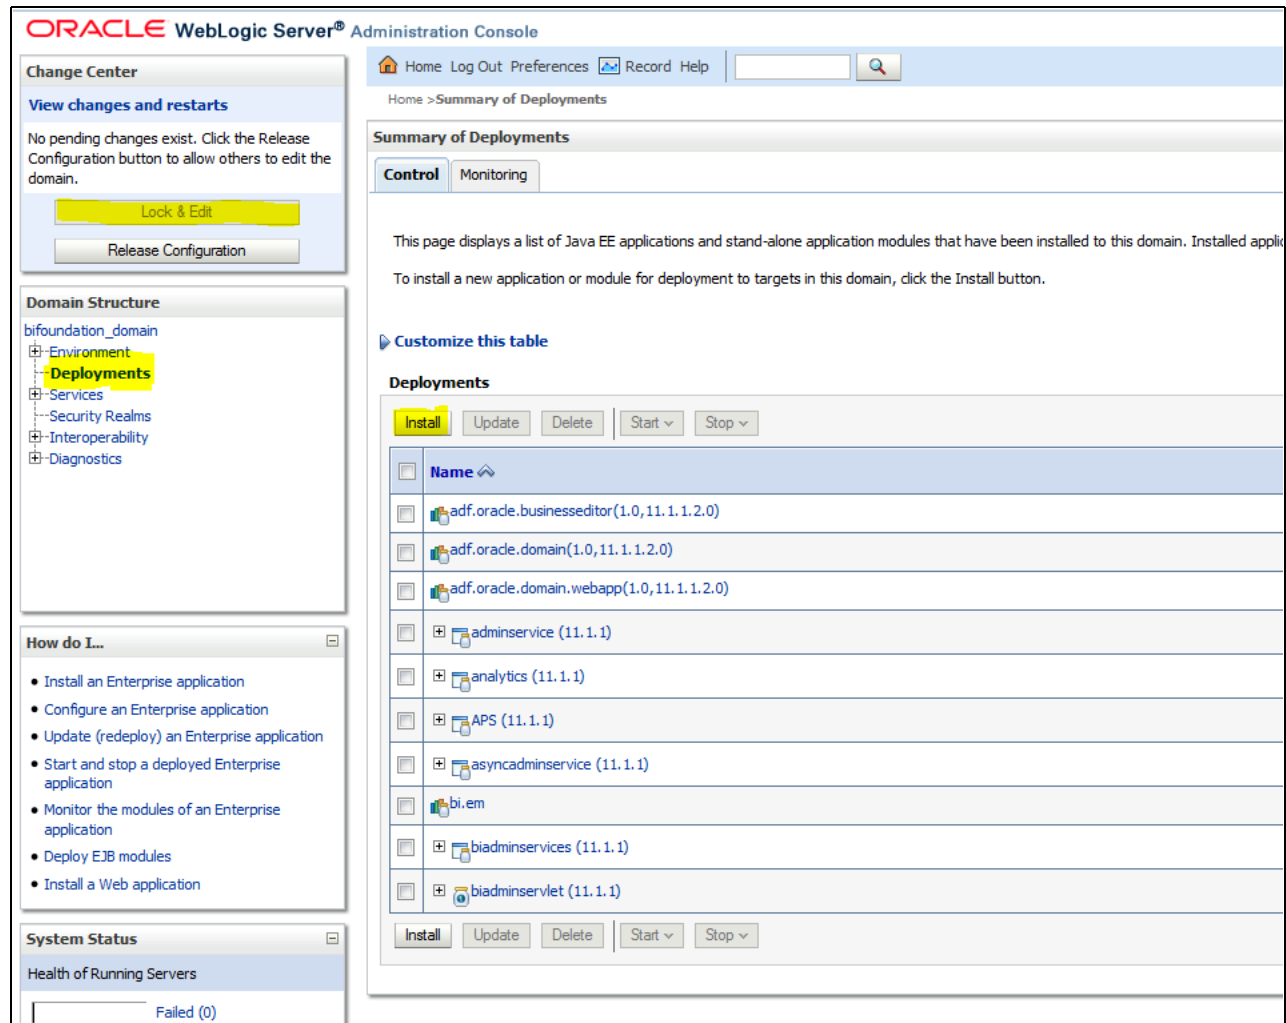 ORACLE WebLogic Server® Administration Console
Change Center
View changes and restarts
No pending changes exist. Click the Release
Configuration button to allow others to edit the
domain.
Lock & Edit
Release Configuration
Domain Structure
bifoundation_domain
Environment
Deployments
Services
Security Realms
Interoperability
Diagnostics
How do I...
Install an Enterprise application
Configure an Enterprise application
Update (redeploy) an Enterprise application
Start and stop a deployed Enterprise
application
Monitor the modules of an Enterprise
application
Deploy EJB modules
Install a Web application
System Status
Health of Running Servers
Failed (0)
Home Log Out Preferences Record Help
Home >Summary of Deployments
Summary of Deployments
Control Monitoring
This page displays a list of Java EE applications and stand-alone application modules that have been installed to this domain. Installed applic
To install a new application or module for deployment to targets in this domain, click the Install button.
Customize this table
Deployments
Install Update Delete Start Stop
Name
adf.oracle.businesseditor(1.0,11.1.1.2.0)
adf.oracle.domain(1.0,11.1.1.2.0)
adf.oracle.domain.webapp(1.0,11.1.1.2.0)
adminservice (11.1.1)
analytics (11.1.1)
APS (11.1.1)
asyncadminservice (11.1.1)
bi.em
biadminservices (11.1.1)
biadminservlet (11.1.1)
Install Update Delete Start Stop